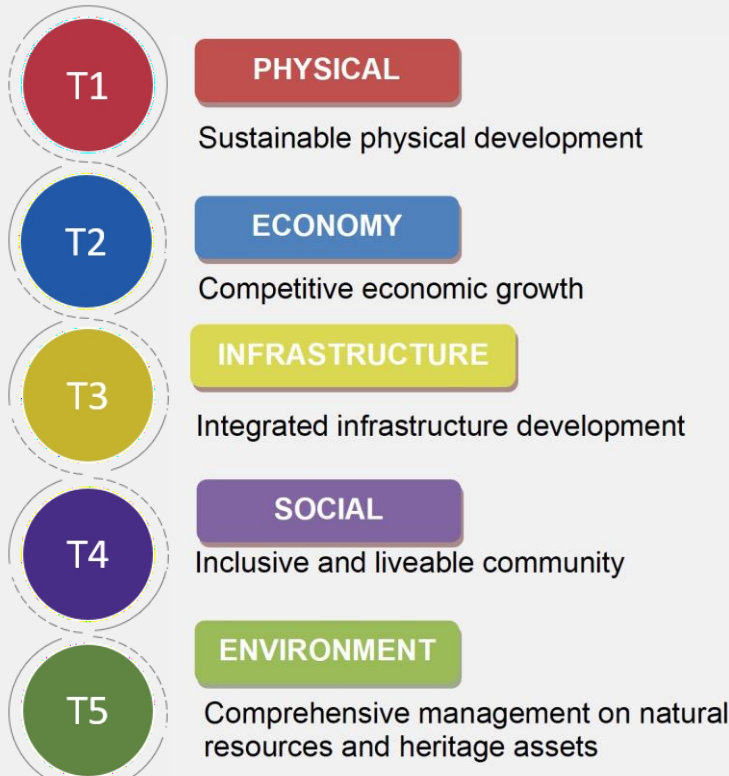 T1
PHYSICAL
Sustainable physical development
T2
ECONOMY
Competitive economic growth
T3
INFRASTRUCTURE
Integrated infrastructure development
T4
SOCIAL
Inclusive and liveable community
T5
ENVIRONMENT
Comprehensive management on natural
resources and heritage assets